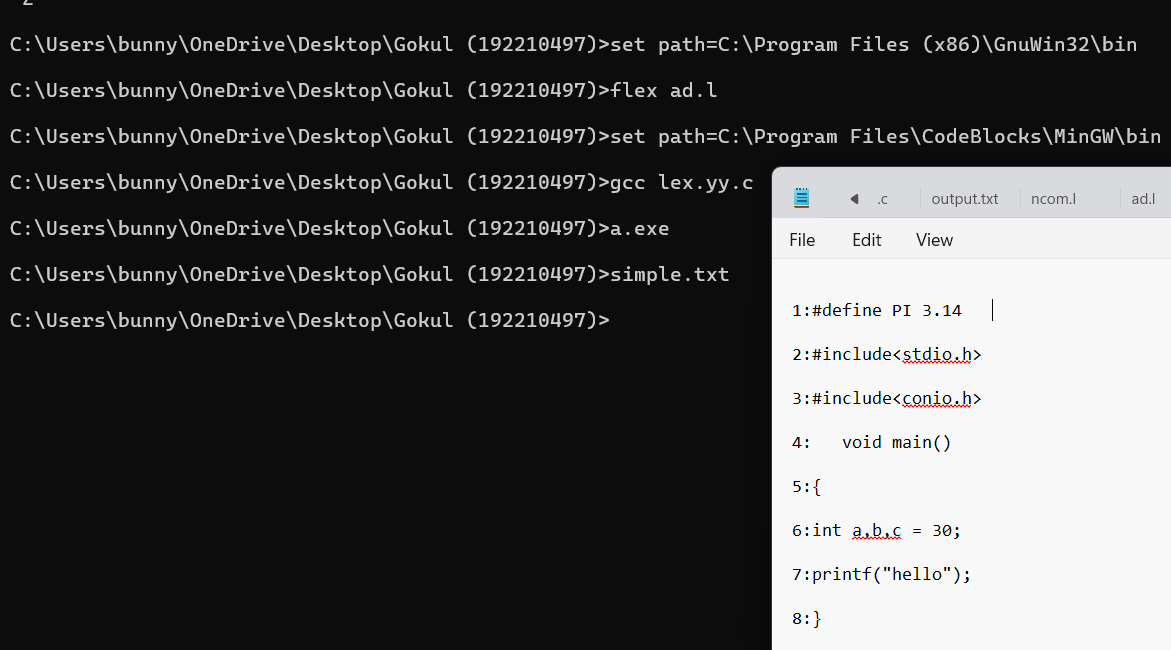 C:\Users\bunny\OneDrive\Desktop\Gokul (192210497)>set path=C:\Program Files (x86)\GnuWin32\bin
C:\Users\bunny\OneDrive\Desktop\Gokul (192210497)>flex ad.l
C:\Users\bunny\OneDrive\Desktop\Gokul (192210497)>set path=C:\Program Files\CodeBlocks\MinGW\bin
C:\Users\bunny\OneDrive\Desktop\Gokul (192210497)>gcc lex.yy.c
C:\Users\bunny\OneDrive\Desktop\Gokul (192210497)>a.exe
C:\Users\bunny\OneDrive\Desktop\Gokul (192210497)>simple.txt
C:\Users\bunny\OneDrive\Desktop\Gokul (192210497)>
.c output.txt ncom.l ad.l
File Edit View
1:#define PI 3.14
2:#include<stdio.h>
3:#include<conio.h>
4:   void main()
5:{
6:int a,b,c = 30;
7:printf("hello");
8:}